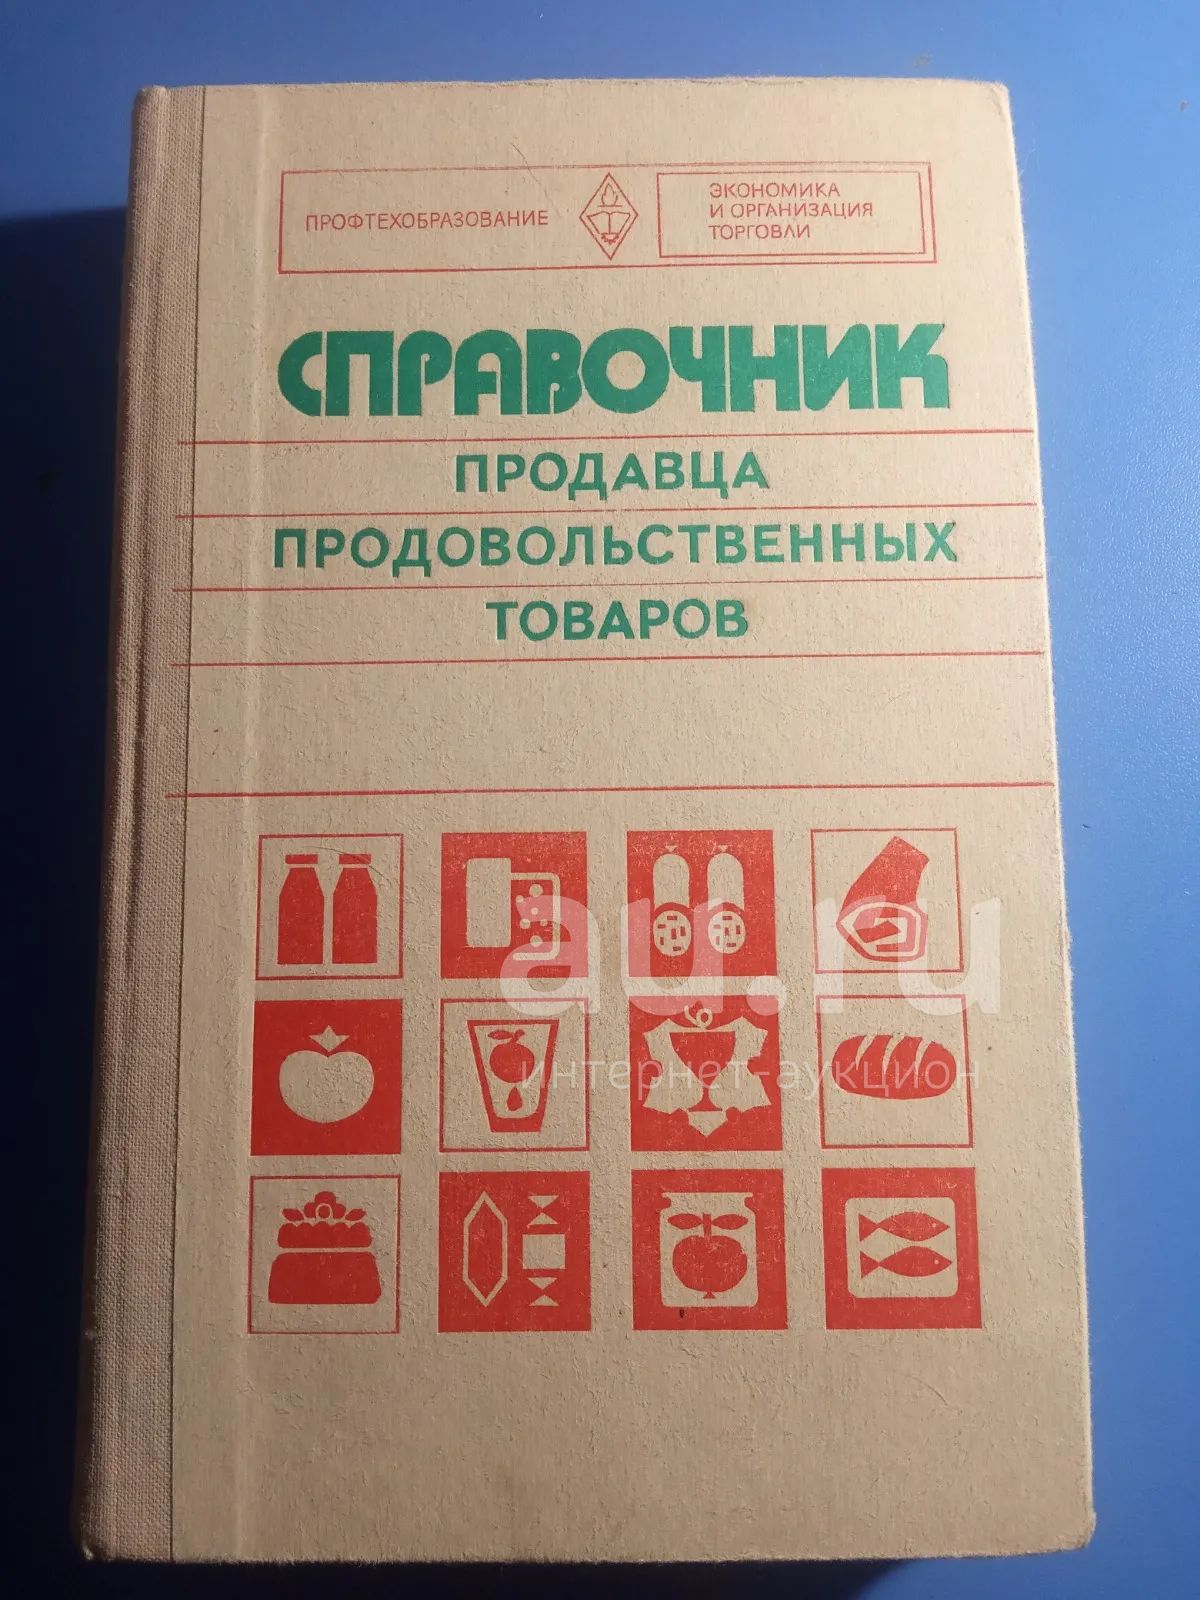 ПРОФТЕХОБРАЗОВАНИЕ
ЭКОНОМИКА
И ОРГАНИЗАЦИЯ
ТОРГОВЛИ
СПРАВОЧНИК
ПРОДАВЦА
ПРОДОВОЛЬСТВЕННЫХ
ТОВАРОВ
au.ru
интернет-аукцион